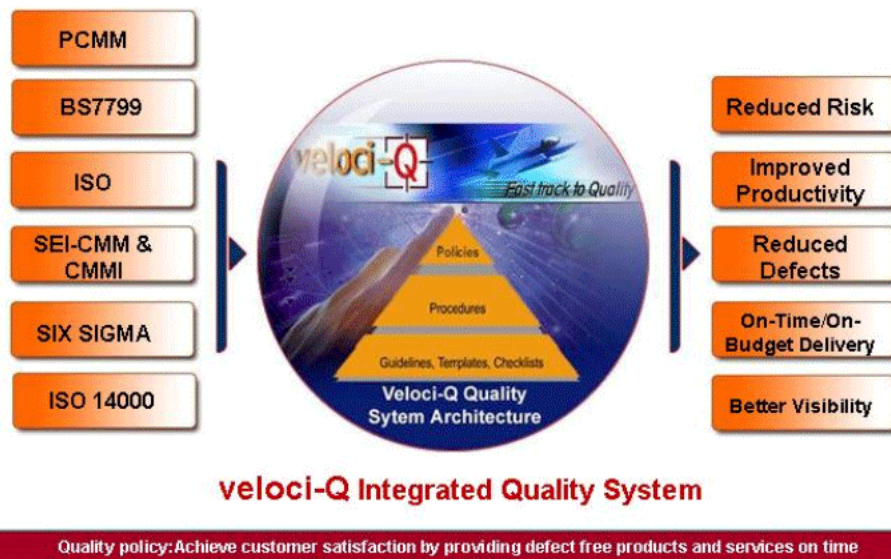 PCMM
BS7799
ISO
SEI-CMM &
CMMI
SIX SIGMA
ISO 14000
veloci-Q
Fast track to Quality
Policies
Procedures
Guidelines, Templates, Checklists
Veloci-Q Quality
Sytem Architecture
Reduced Risk
Improved
Productivity
Reduced
Defects
On-Time/On-
Budget Delivery
Better Visibility
veloci-Q Integrated Quality System
Quality policy:Achieve customer satisfaction by providing defect free products and services on time